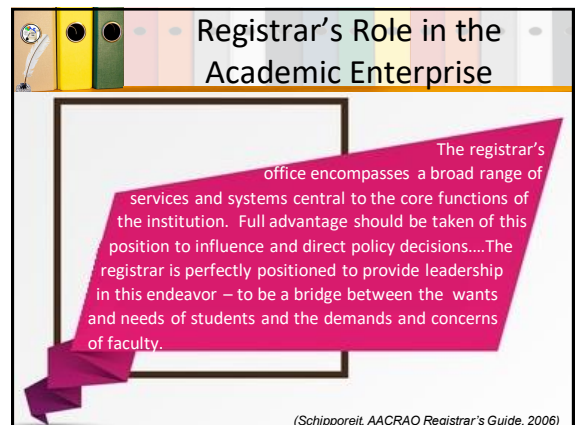 Registrar’s Role in the
Academic Enterprise
The registrar’s
office encompasses a broad range of
services and systems central to the core functions of
the institution.  Full advantage should be taken of this
position to influence and direct policy decisions....The
registrar is perfectly positioned to provide leadership
in this endeavor – to be a bridge between the  wants
and needs of students and the demands and concerns
of faculty.
(Schipporeit, AACRAO Registrar’s Guide, 2006)